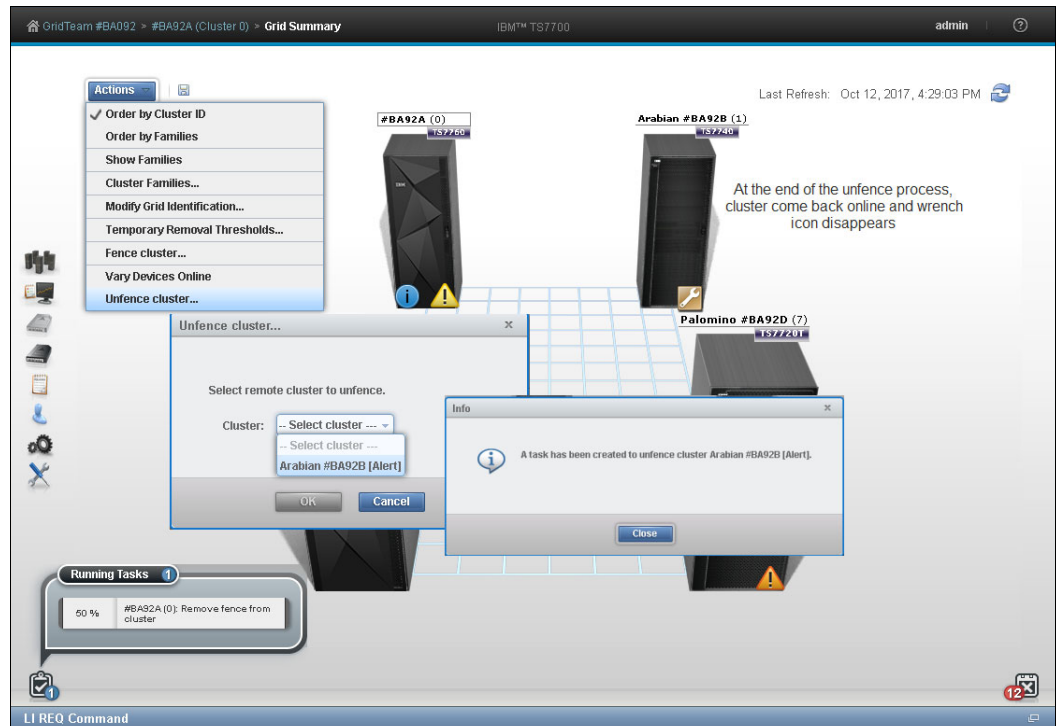 GridTeam #BA092 > #BA92A (Cluster 0) > Grid Summary
IBM™ TS7700
admin
?
Actions
Last Refresh: Oct 12, 2017, 4:29:03 PM
Order by Cluster ID
Order by Families
Show Families
Cluster Families...
Modify Grid Identification...
Temporary Removal Thresholds...
Fence cluster...
Vary Devices Online
Unfence cluster...
#BA92A (0)
TS7760
Arabian #BA92B (1)
TS7740
At the end of the unfence process,
cluster come back online and wrench
icon disappears
Palomino #BA92D (7)
TS7720T
Unfence cluster...
x
Select remote cluster to unfence.
Cluster:
-- Select cluster ---
-- Select cluster ---
Arabian #BA92B [Alert]
OK
Cancel
Info
x
A task has been created to unfence cluster Arabian #BA92B [Alert].
Close
Running Tasks 1
50 %
#BA92A (0): Remove fence from
cluster
1
12
LI REQ Command